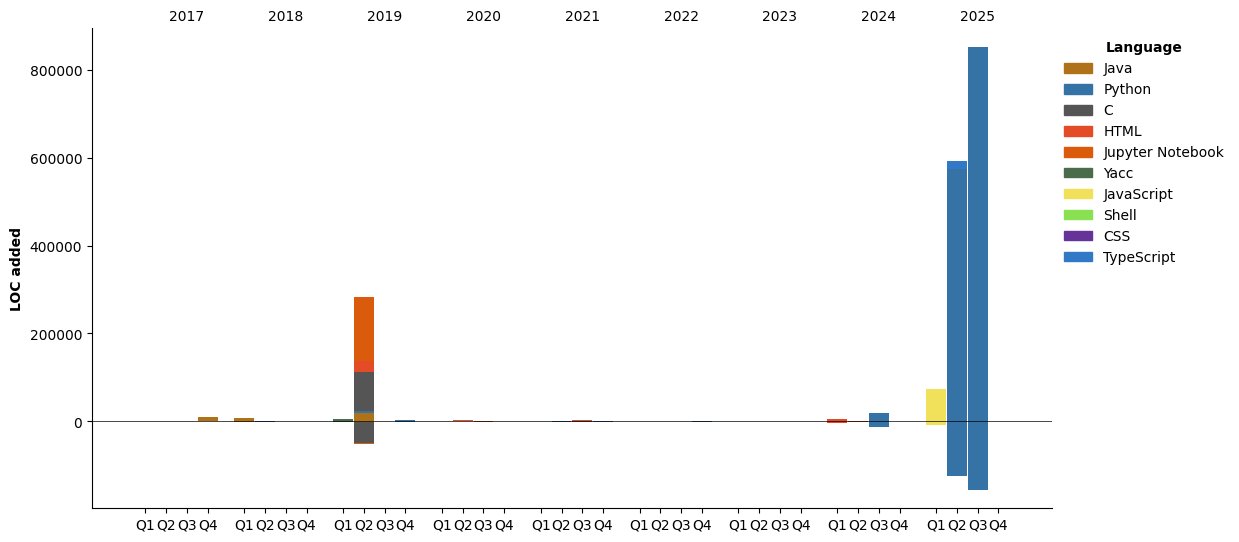 2017 2018 2019 2020 2021 2022 2023 2024 2025
LOC added
800000
600000
400000
200000
0
Q1 Q2 Q3 Q4 Q1 Q2 Q3 Q4 Q1 Q2 Q3 Q4 Q1 Q2 Q3 Q4 Q1 Q2 Q3 Q4 Q1 Q2 Q3 Q4 Q1 Q2 Q3 Q4 Q1 Q2 Q3 Q4 Q1 Q2 Q3 Q4
Language
Java
Python
C
HTML
Jupyter Notebook
Yacc
JavaScript
Shell
CSS
TypeScript